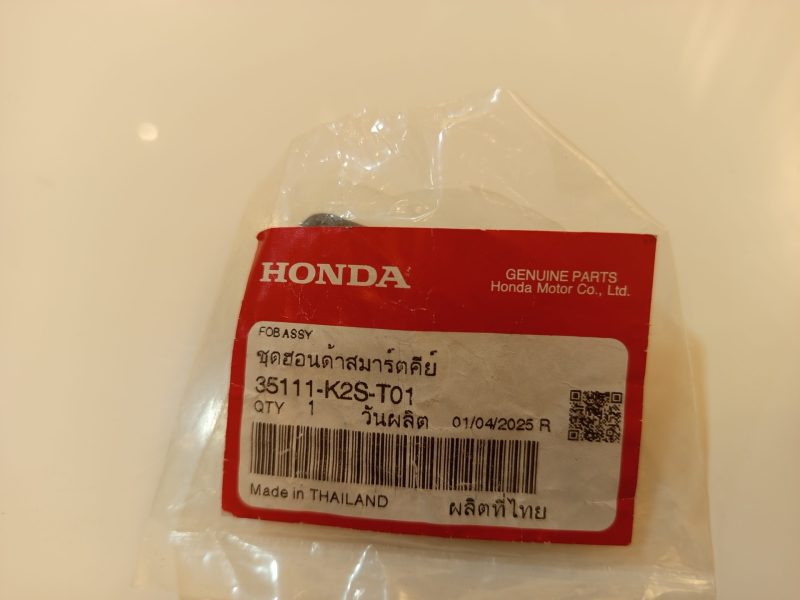 HONDA
GENUINE PARTS
Honda Motor Co., Ltd.
FOB ASSY
ชุดฮอนด้าสมาร์ตคีย์
35111-K2S-T01
QTY 1 วันผลิต 01/04/2025 R
Made in THAILAND ผลิตที่ไทย